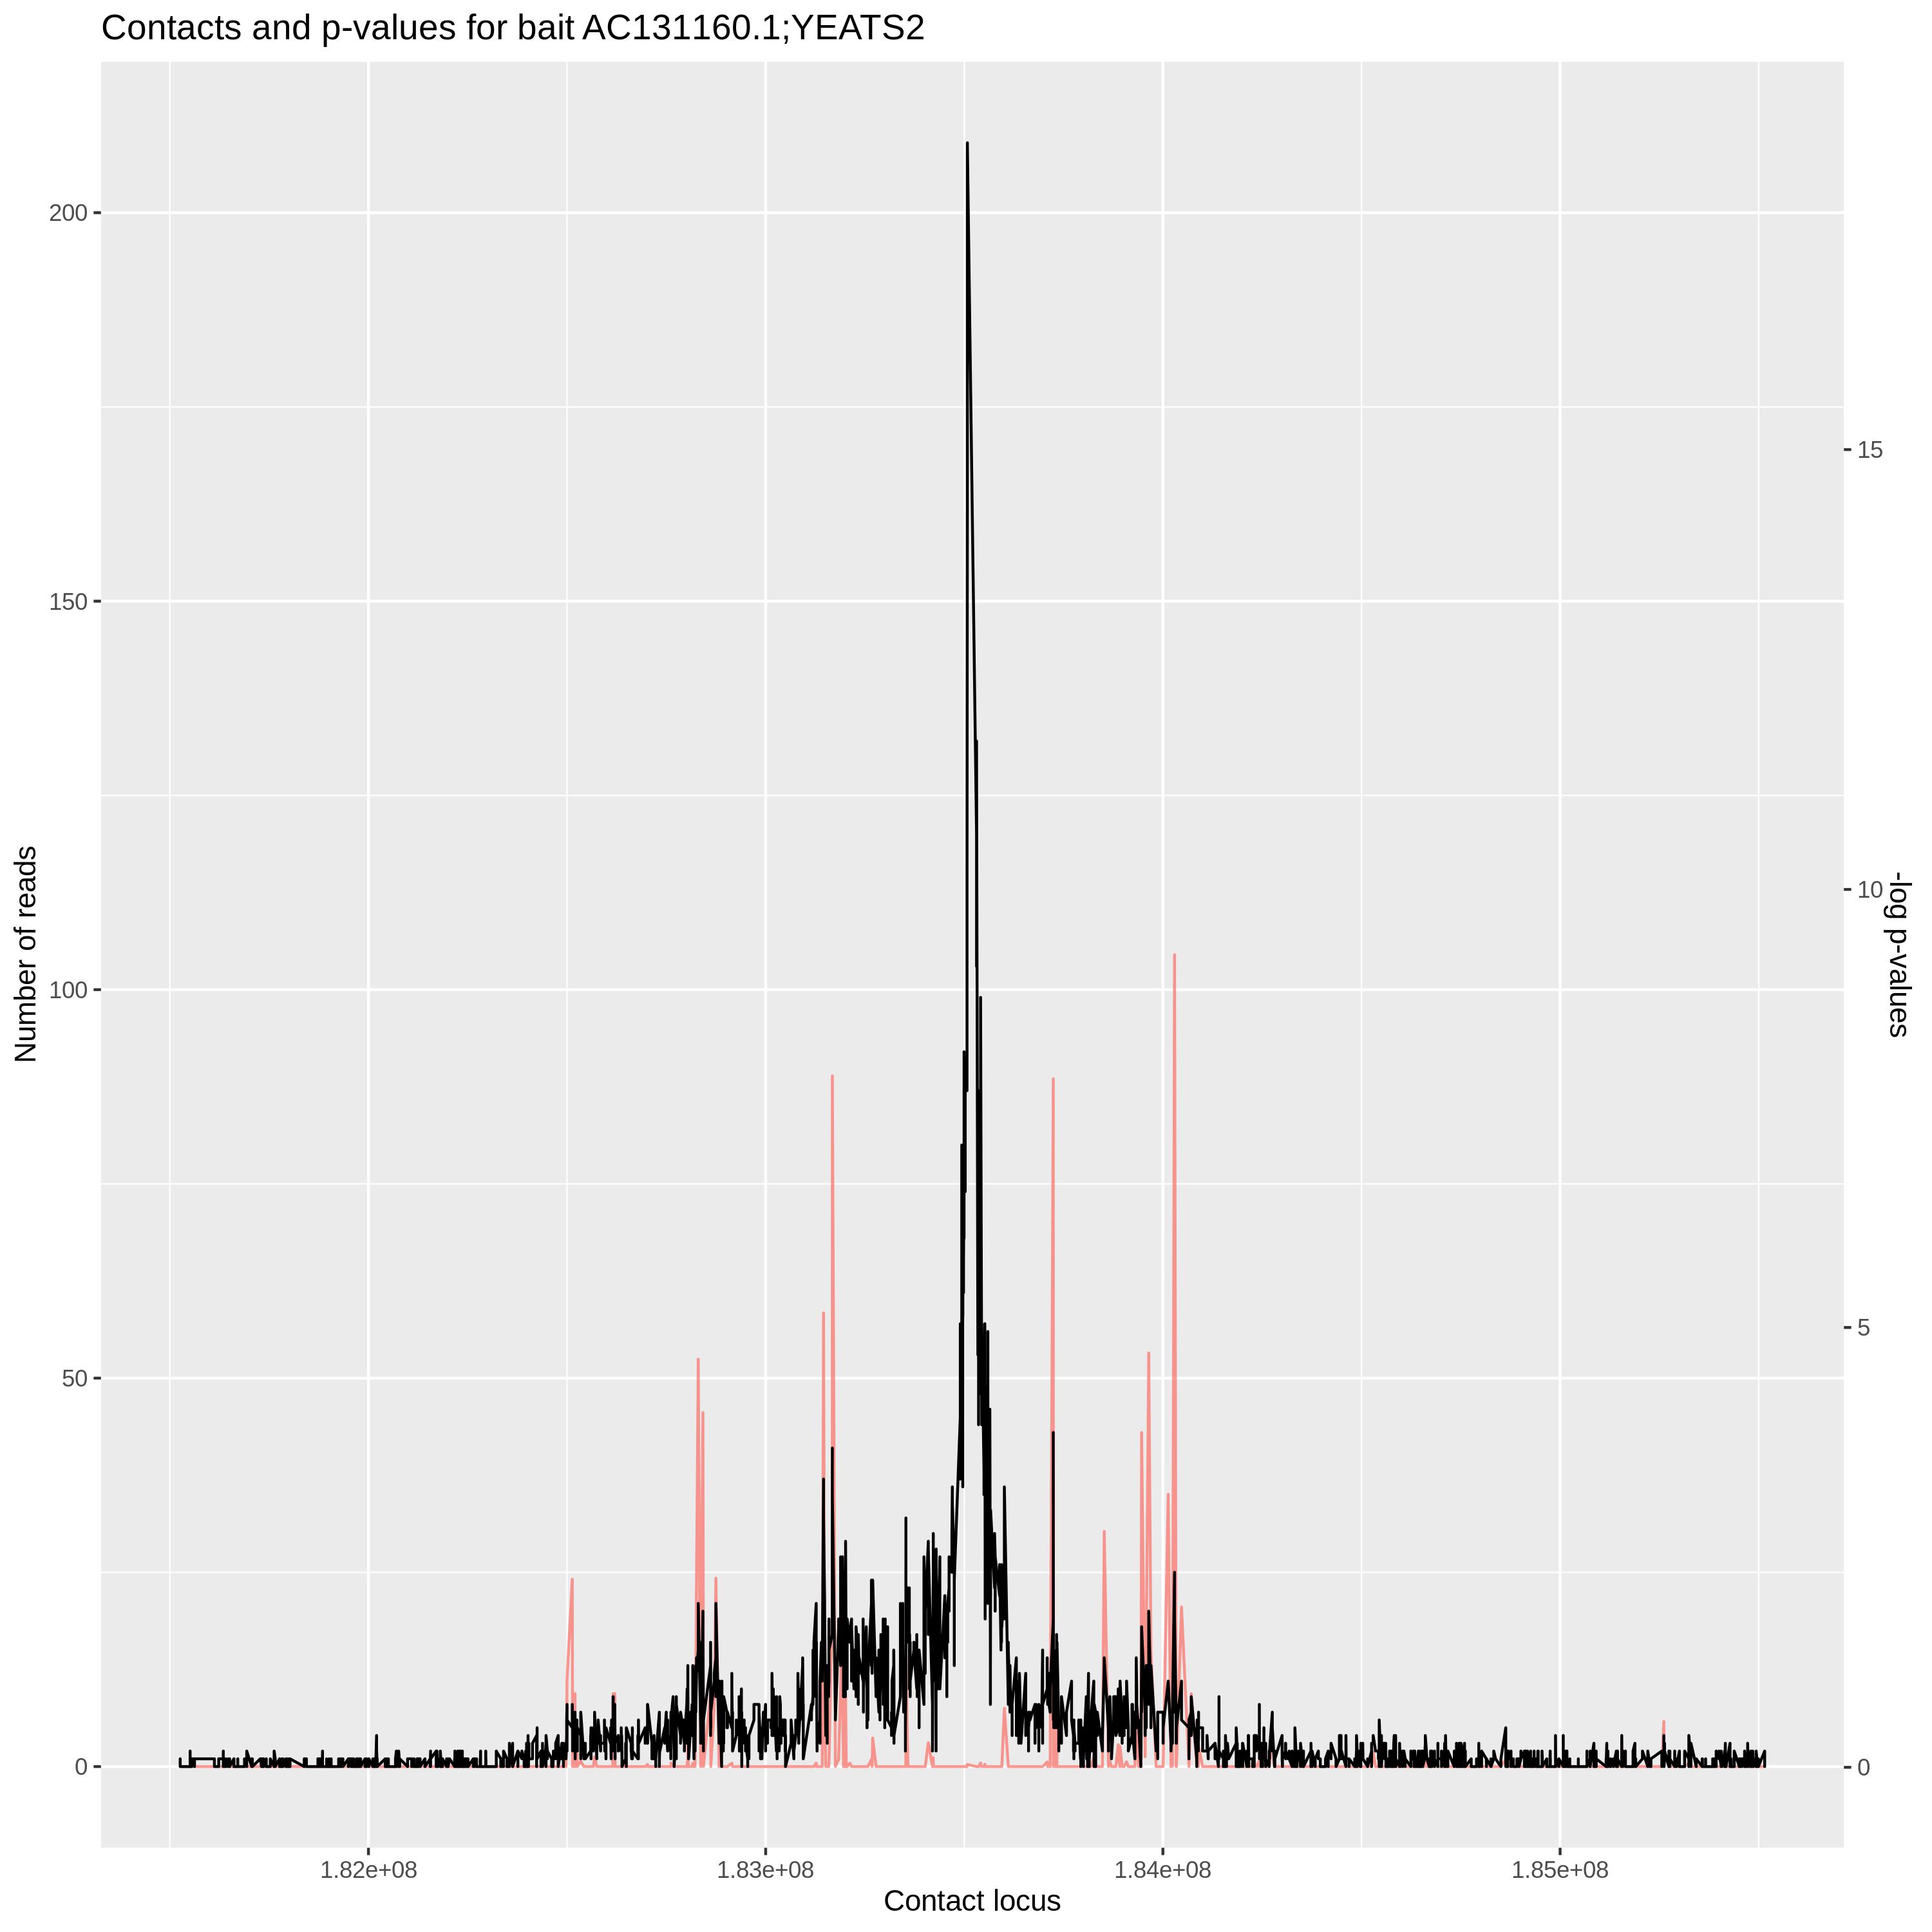 Contacts and p-values for bait AC131160.1;YEATS2
200
150
100
50
0
Number of reads
15
10
5
0
-log p-values
1.82e+08
1.83e+08
1.84e+08
1.85e+08
Contact locus